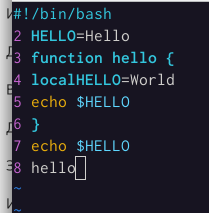 #!/bin/bash
2 HELLO=Hello
3 function hello {
4 localHELLO=World
5 echo $HELLO
6 }
7 echo $HELLO
8 hello
~
~